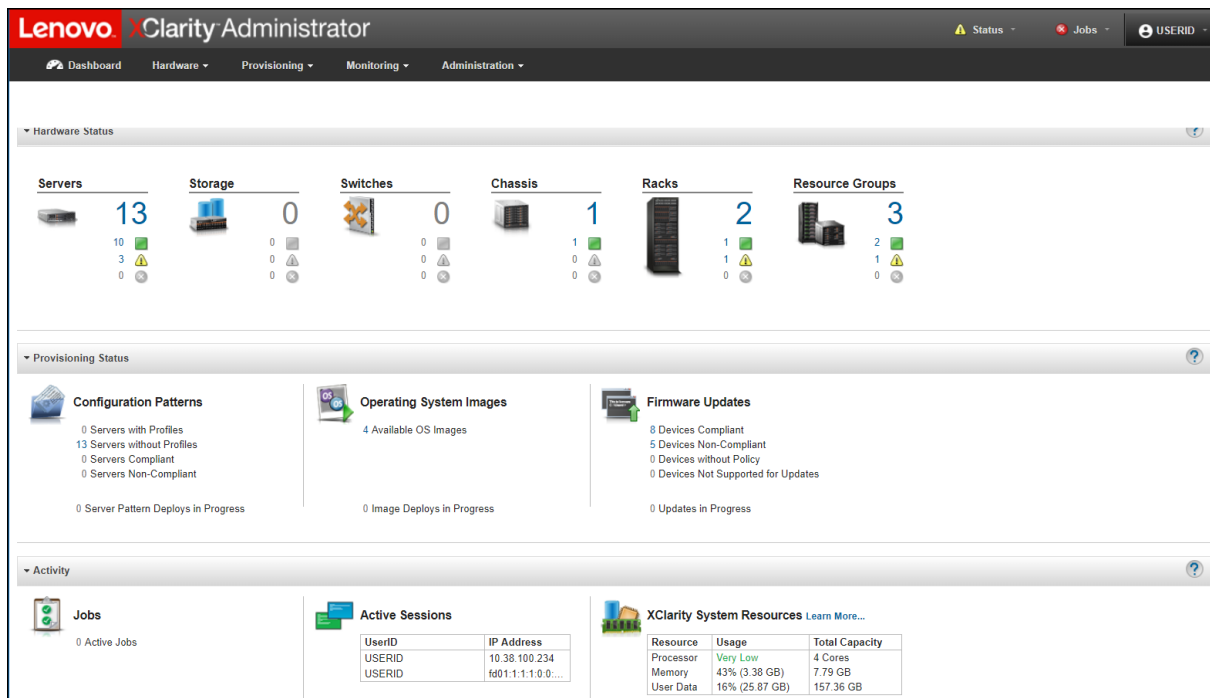 Lenovo. XClarity Administrator
Status Jobs USERID
Dashboard Hardware Provisioning Monitoring Administration
Hardware Status ?
Servers Storage Switches Chassis Racks Resource Groups
13 0 0 1 2 3
10 0 0 1 1 2
3 0 0 0 1 1
0 0 0 0 0 0
Provisioning Status ?
Configuration Patterns
0 Servers with Profiles
13 Servers without Profiles
0 Servers Compliant
0 Servers Non-Compliant
0 Server Pattern Deploys in Progress
OS
OS
Operating System Images
4 Available OS Images
0 Image Deploys in Progress
Firmware Updates
8 Devices Compliant
5 Devices Non-Compliant
0 Devices without Policy
0 Devices Not Supported for Updates
0 Updates in Progress
Activity ?
Jobs
0 Active Jobs
Active Sessions
UserID IP Address
USERID 10.38.100.234
USERID fd01:1:1:1:0:0:...
XClarity System Resources Learn More...
Resource Usage Total Capacity
Processor Very Low 4 Cores
Memory 43% (3.38 GB) 7.79 GB
User Data 16% (25.87 GB) 157.36 GB